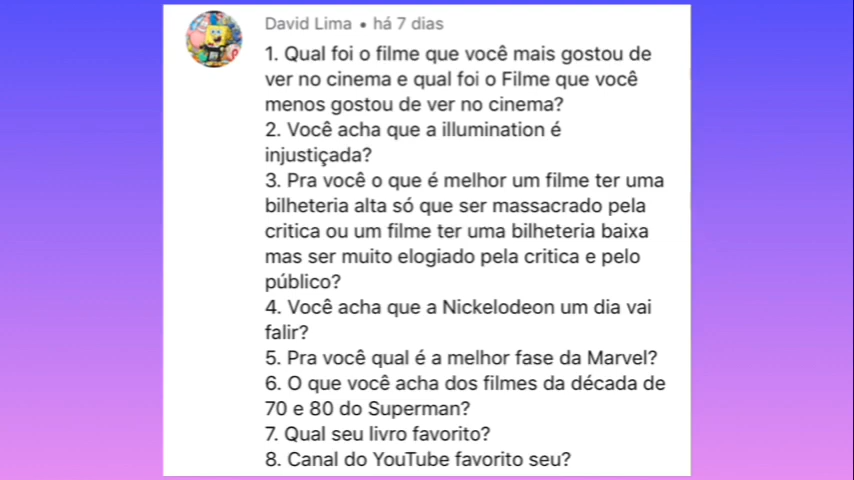 David Lima • há 7 dias
1. Qual foi o filme que você mais gostou de
ver no cinema e qual foi o Filme que você
menos gostou de ver no cinema?
2. Você acha que a illumination é
injustiçada?
3. Pra você o que é melhor um filme ter uma
bilheteria alta só que ser massacrado pela
critica ou um filme ter uma bilheteria baixa
mas ser muito elogiado pela critica e pelo
público?
4. Você acha que a Nickelodeon um dia vai
falir?
5. Pra você qual é a melhor fase da Marvel?
6. O que você acha dos filmes da década de
70 e 80 do Superman?
7. Qual seu livro favorito?
8. Canal do YouTube favorito seu?